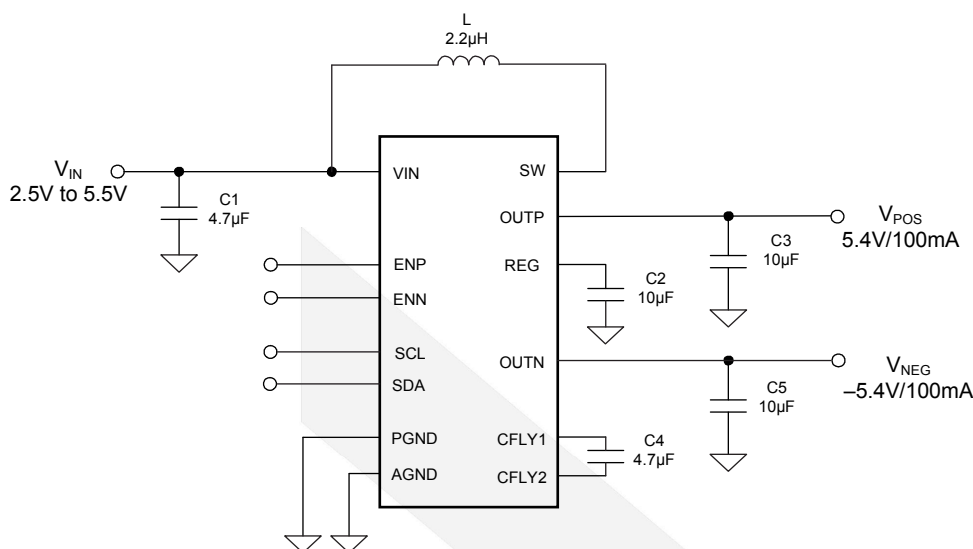 L
2.2µH
VIN
2.5V to 5.5V
C1
4.7µF
VIN
SW
OUTP
VPOS
5.4V/100mA
C3
10µF
ENP
REG
C2
10µF
ENN
SCL
SDA
OUTN
VNEG
–5.4V/100mA
C5
10µF
PGND
CFLY1
C4
4.7µF
AGND
CFLY2